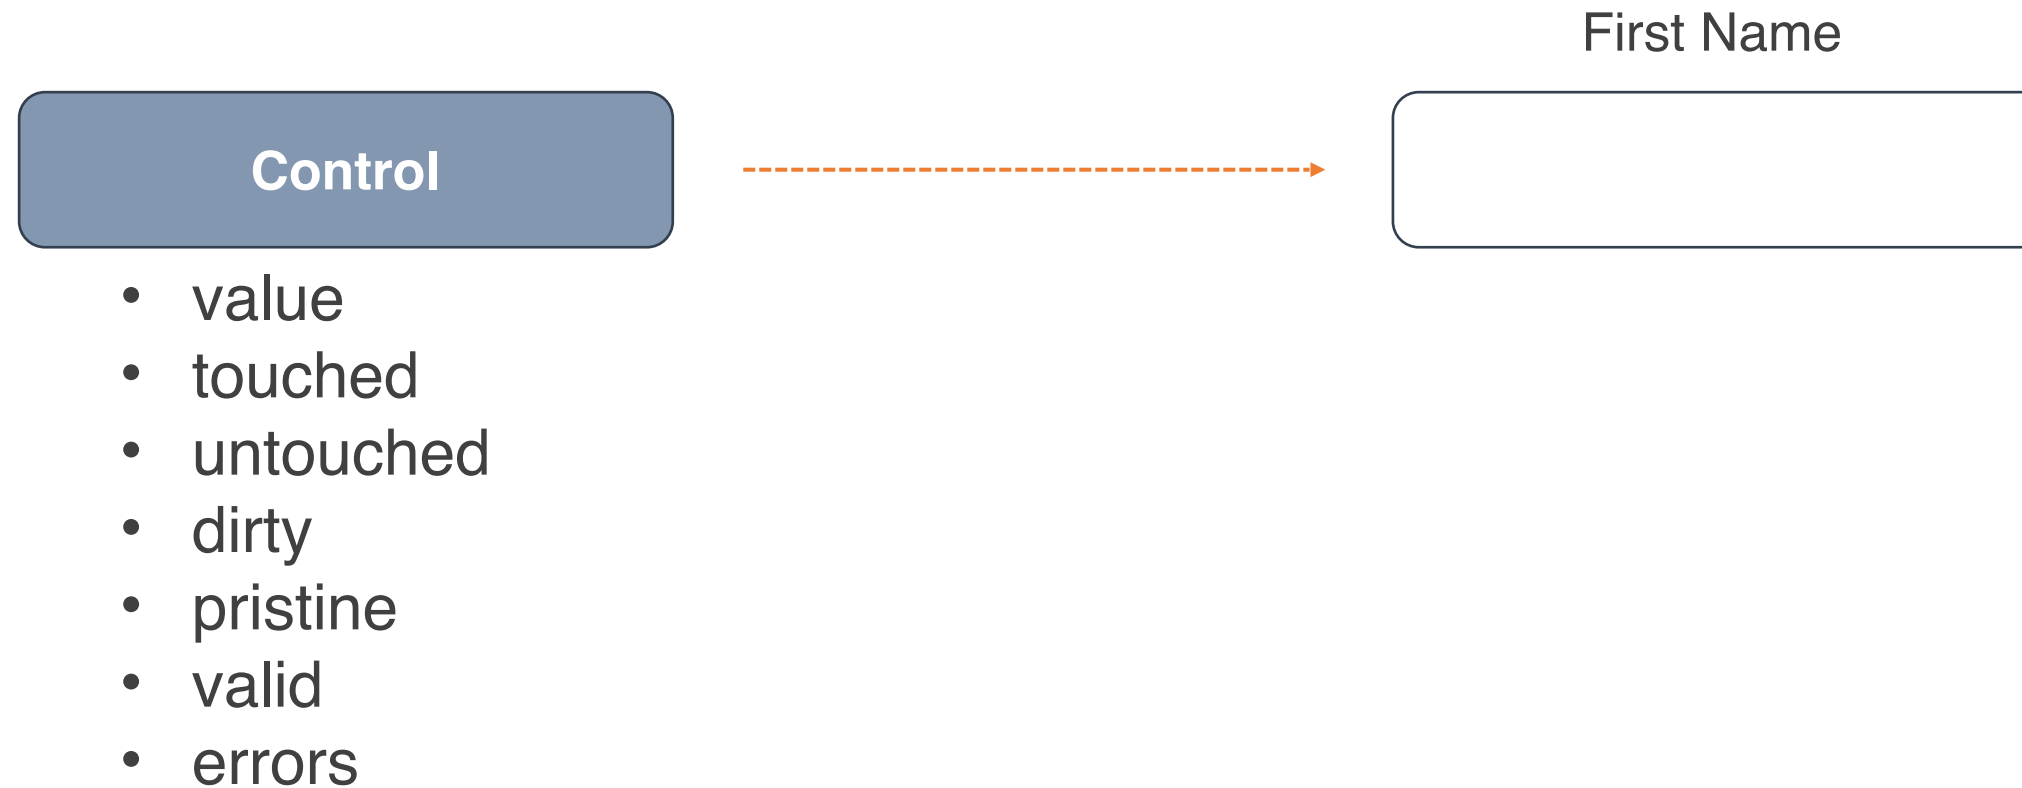 First Name
Control
• value
• touched
• untouched
• dirty
• pristine
• valid
• errors